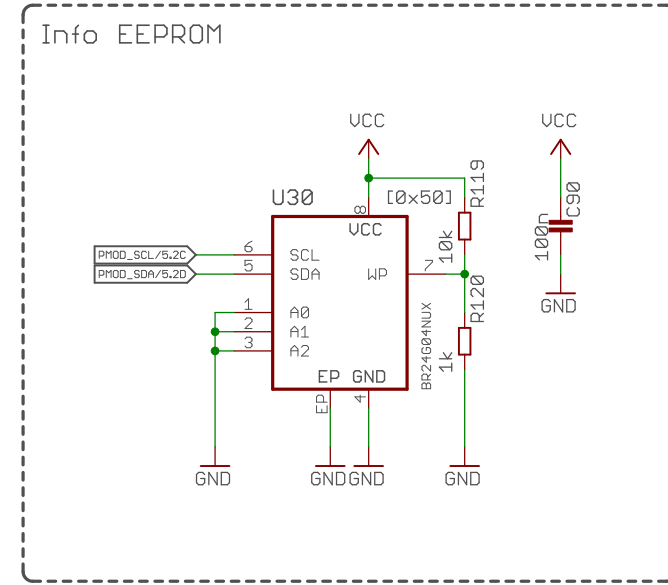 Info EEPROM
VCC
VCC
U30
[0x50]
R119
10k
8
VCC
C90
100n
PMOD_SCL/5.2C
6
SCL
PMOD_SDA/5.2D
5
SDA
WP
7
GND
1
A0
2
A1
3
A2
R120
1k
BR24G04NUX
EP
GND
EP
4
GND
GND
GND
GND